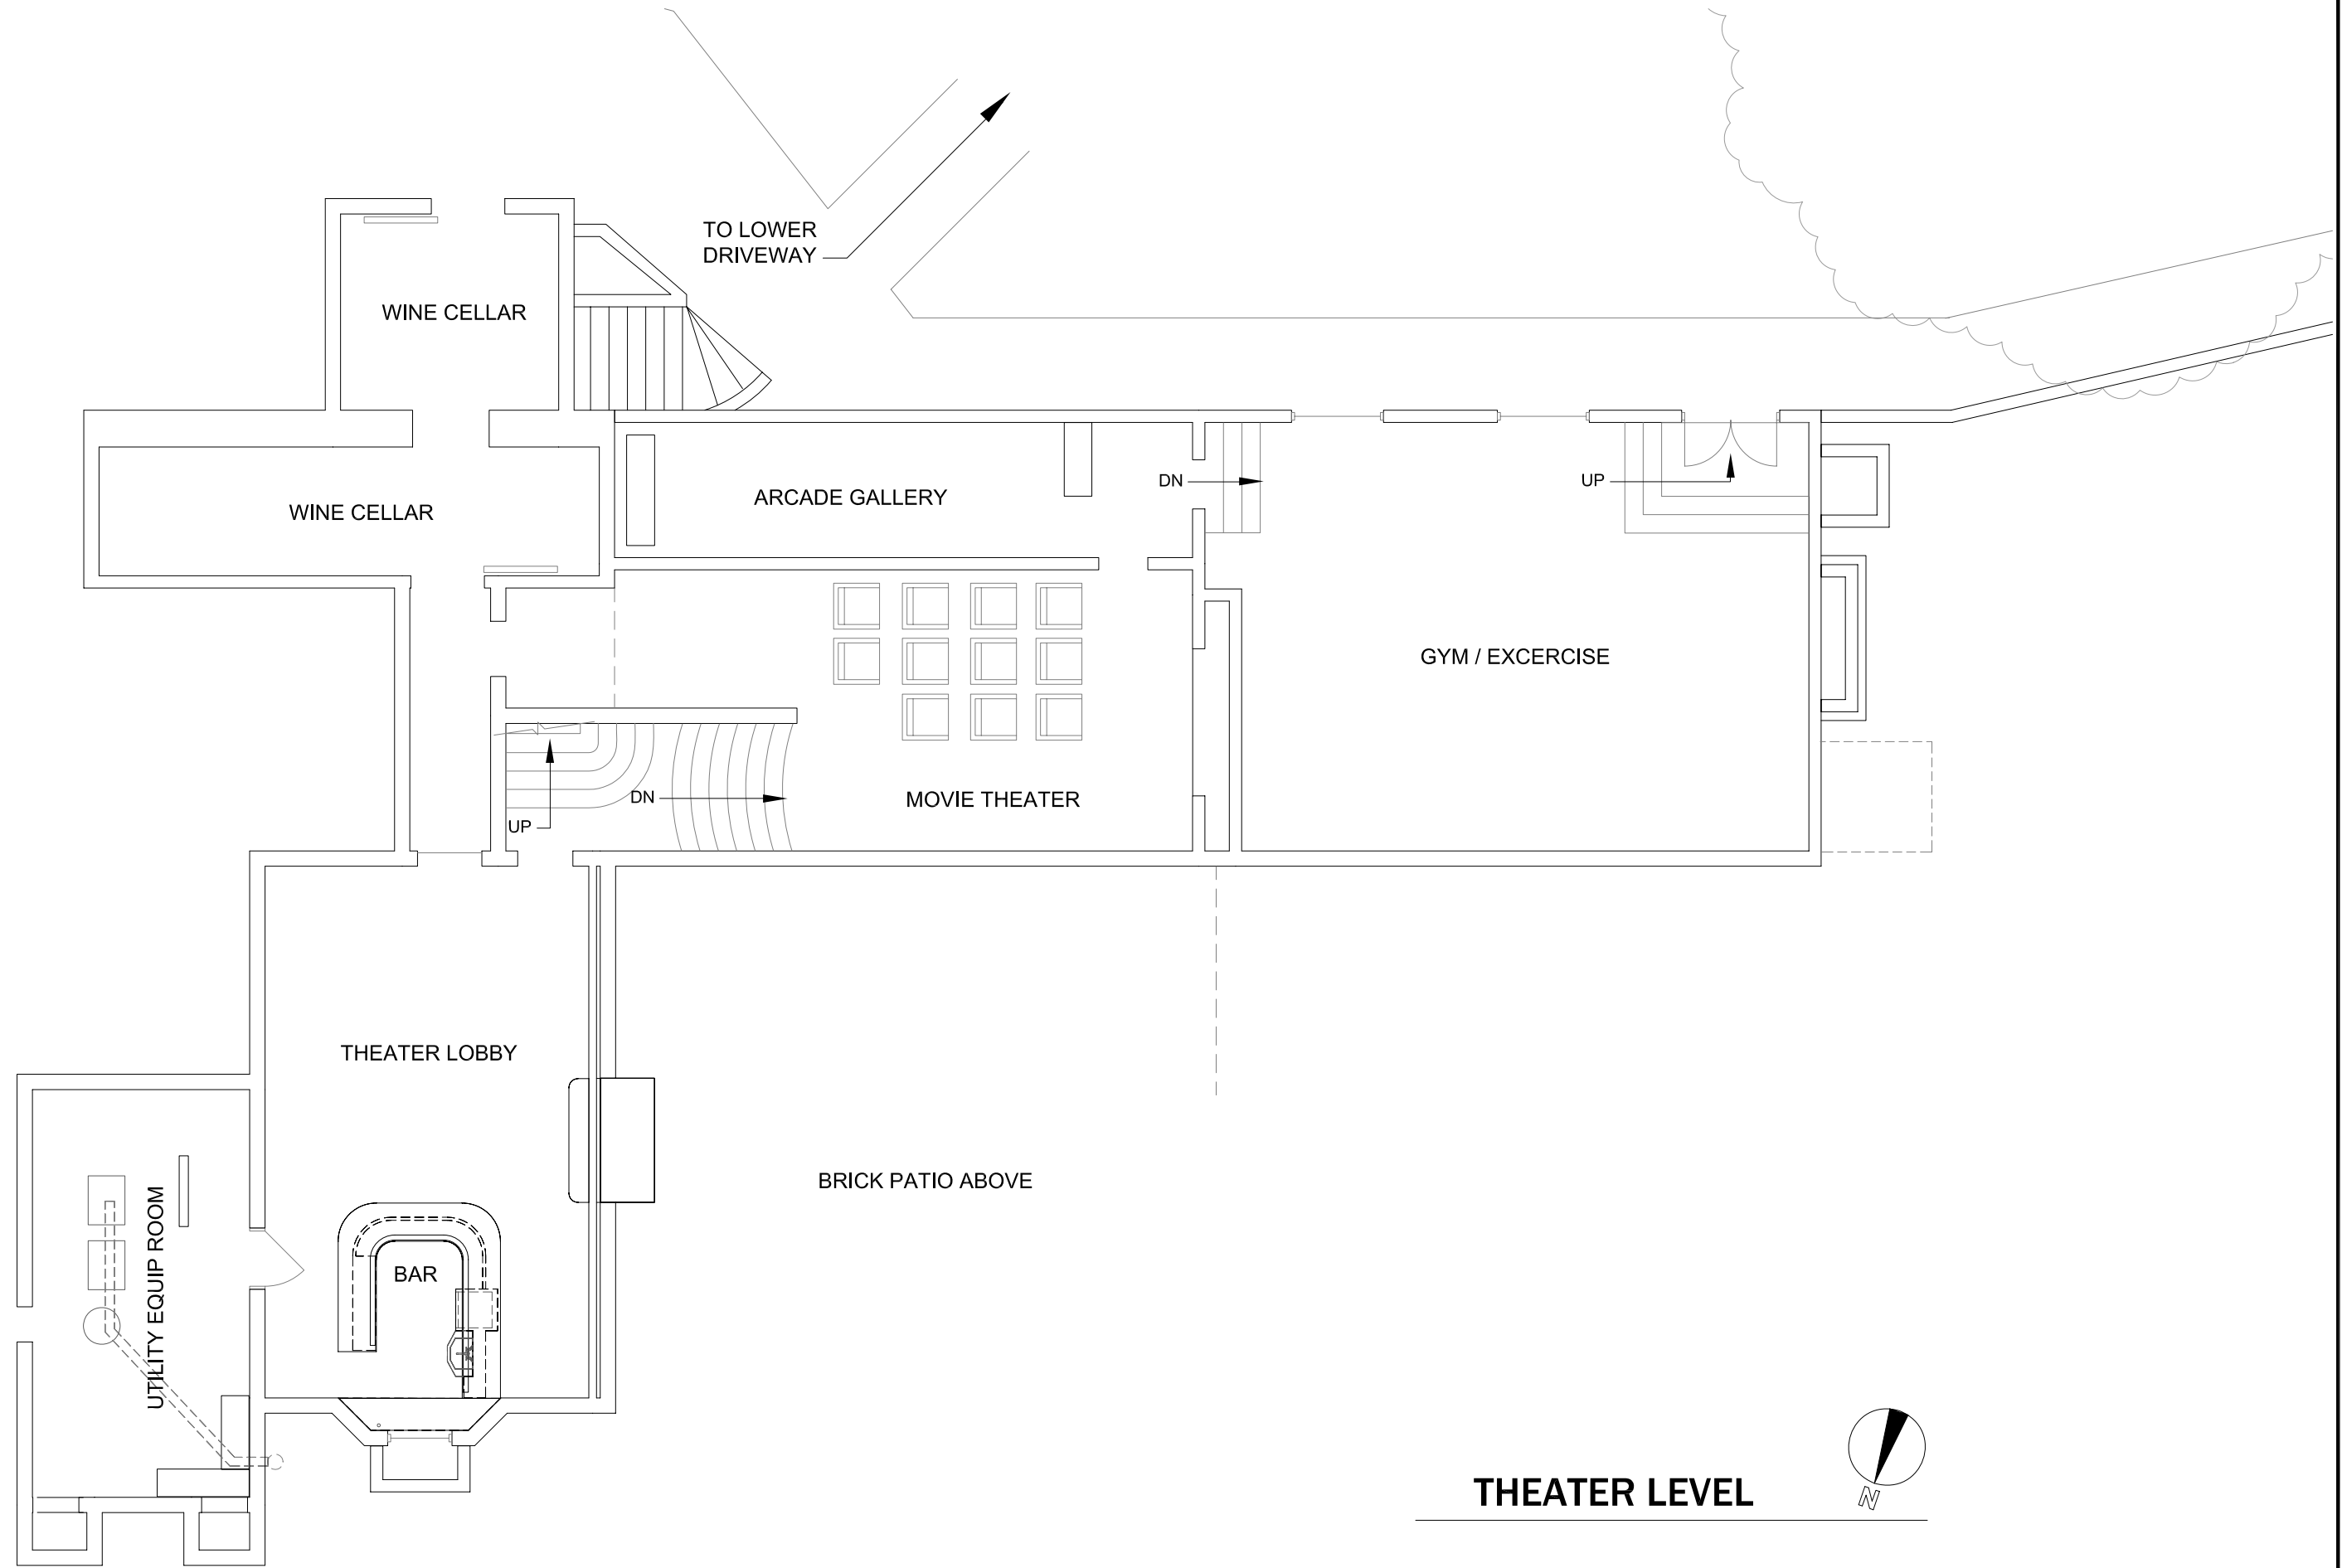 TO LOWER
DRIVEWAY
WINE CELLAR
WINE CELLAR
ARCADE GALLERY
DN
UP
GYM / EXCERCISE
DN
MOVIE THEATER
UP
THEATER LOBBY
BRICK PATIO ABOVE
UTILITY EQUIP ROOM
BAR
THEATER LEVEL
N